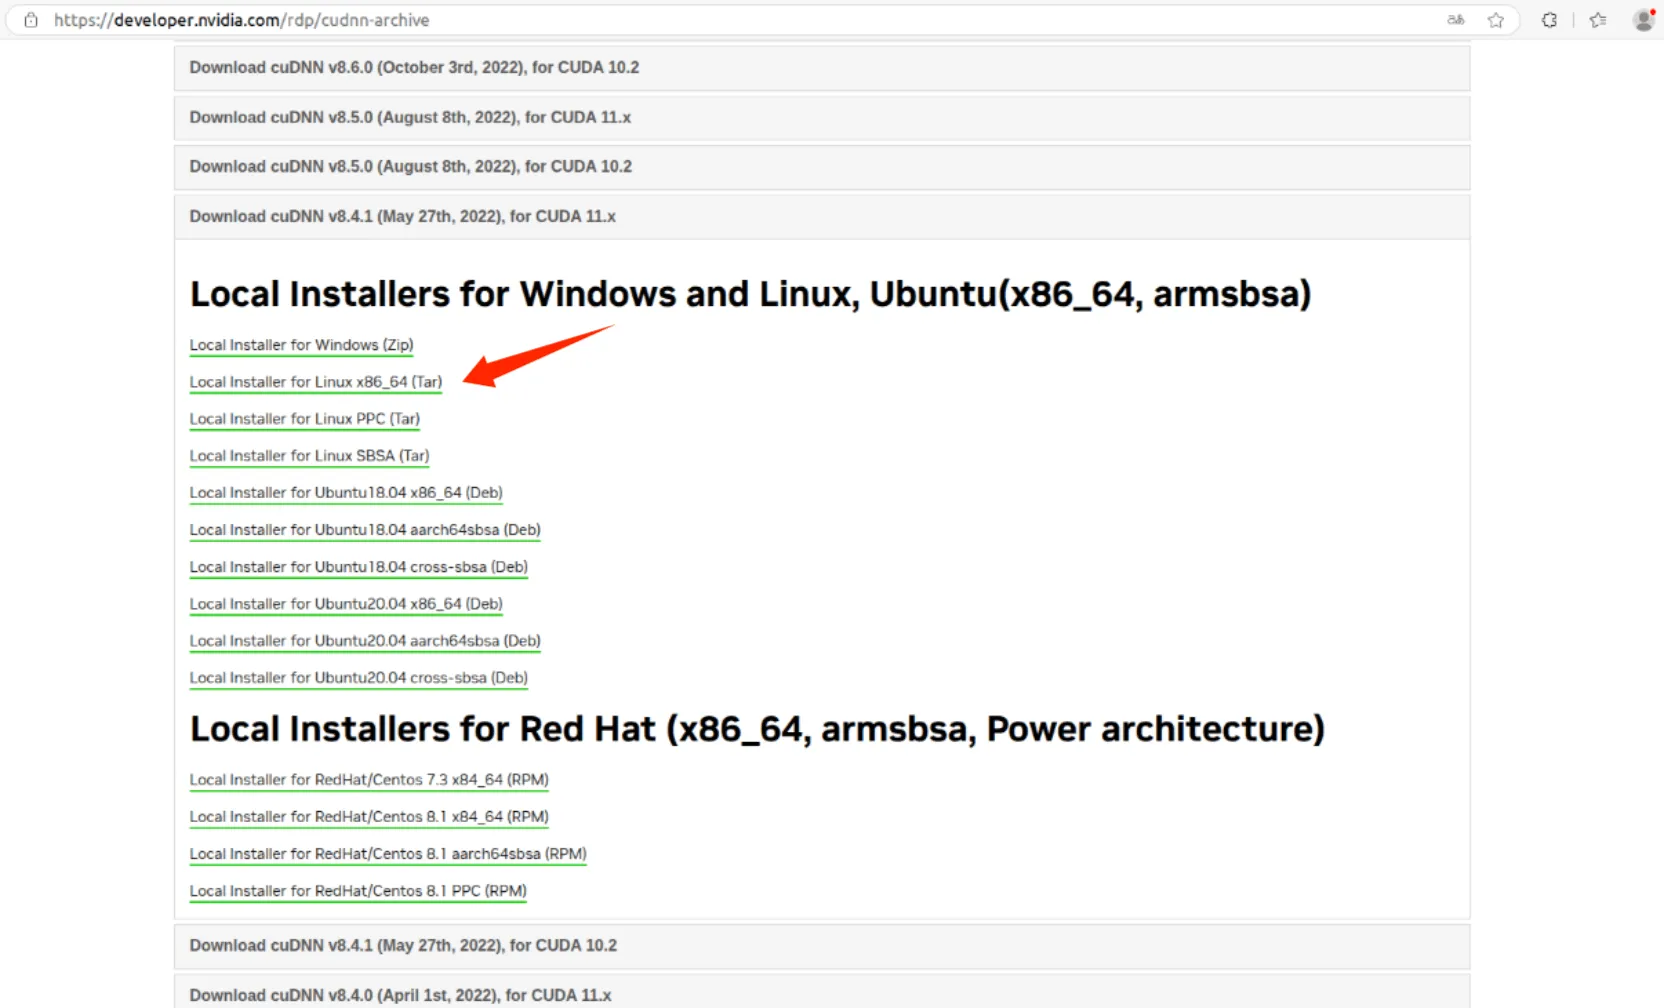 https://developer.nvidia.com/rdp/cudnn-archive
Download cuDNN v8.6.0 (October 3rd, 2022), for CUDA 10.2
Download cuDNN v8.5.0 (August 8th, 2022), for CUDA 11.x
Download cuDNN v8.5.0 (August 8th, 2022), for CUDA 10.2
Download cuDNN v8.4.1 (May 27th, 2022), for CUDA 11.x
Local Installers for Windows and Linux, Ubuntu(x86_64, armsbsa)
Local Installer for Windows (Zip)
Local Installer for Linux x86_64 (Tar)
Local Installer for Linux PPC (Tar)
Local Installer for Linux SBSA (Tar)
Local Installer for Ubuntu18.04 x86_64 (Deb)
Local Installer for Ubuntu18.04 aarch64sbsa (Deb)
Local Installer for Ubuntu18.04 cross-sbsa (Deb)
Local Installer for Ubuntu20.04 x86_64 (Deb)
Local Installer for Ubuntu20.04 aarch64sbsa (Deb)
Local Installer for Ubuntu20.04 cross-sbsa (Deb)
Local Installers for Red Hat (x86_64, armsbsa, Power architecture)
Local Installer for RedHat/Centos 7.3 x84_64 (RPM)
Local Installer for RedHat/Centos 8.1 x84_64 (RPM)
Local Installer for RedHat/Centos 8.1 aarch64sbsa (RPM)
Local Installer for RedHat/Centos 8.1 PPC (RPM)
Download cuDNN v8.4.1 (May 27th, 2022), for CUDA 10.2
Download cuDNN v8.4.0 (April 1st, 2022), for CUDA 11.x